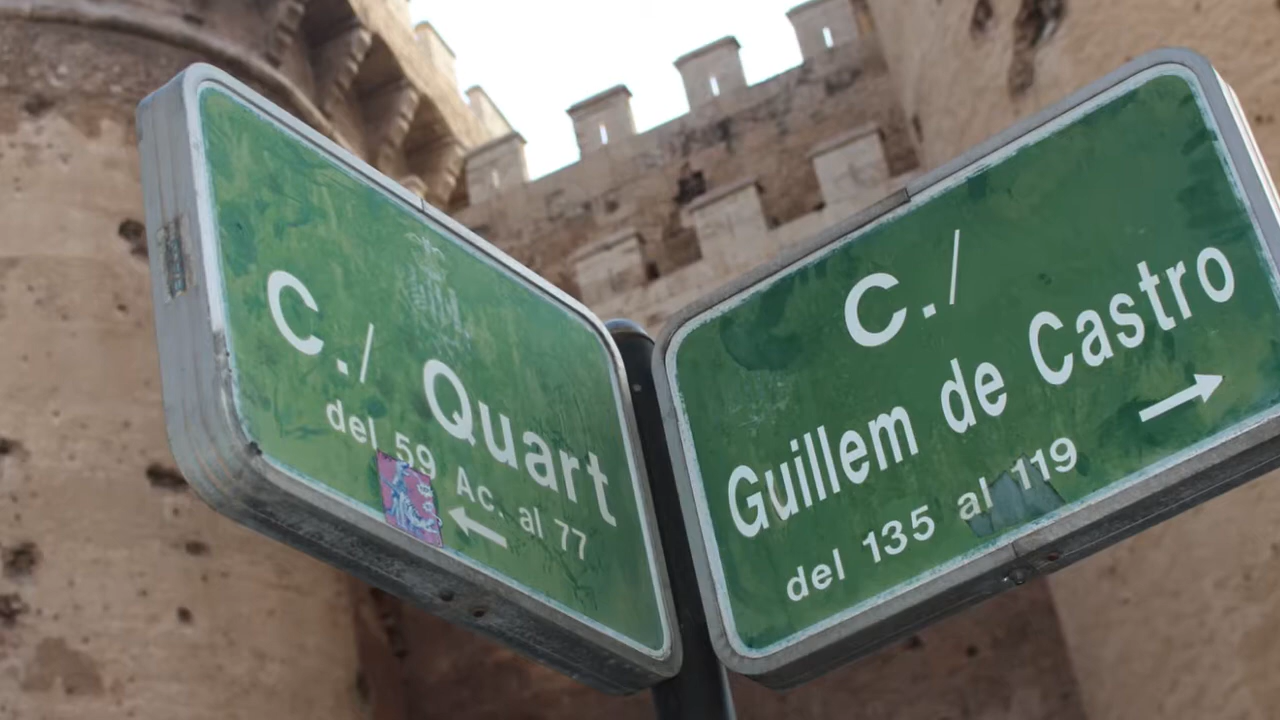 C./ Quart
del 59 Ac. al 77
C./
Guillem de Castro
del 135 al 119